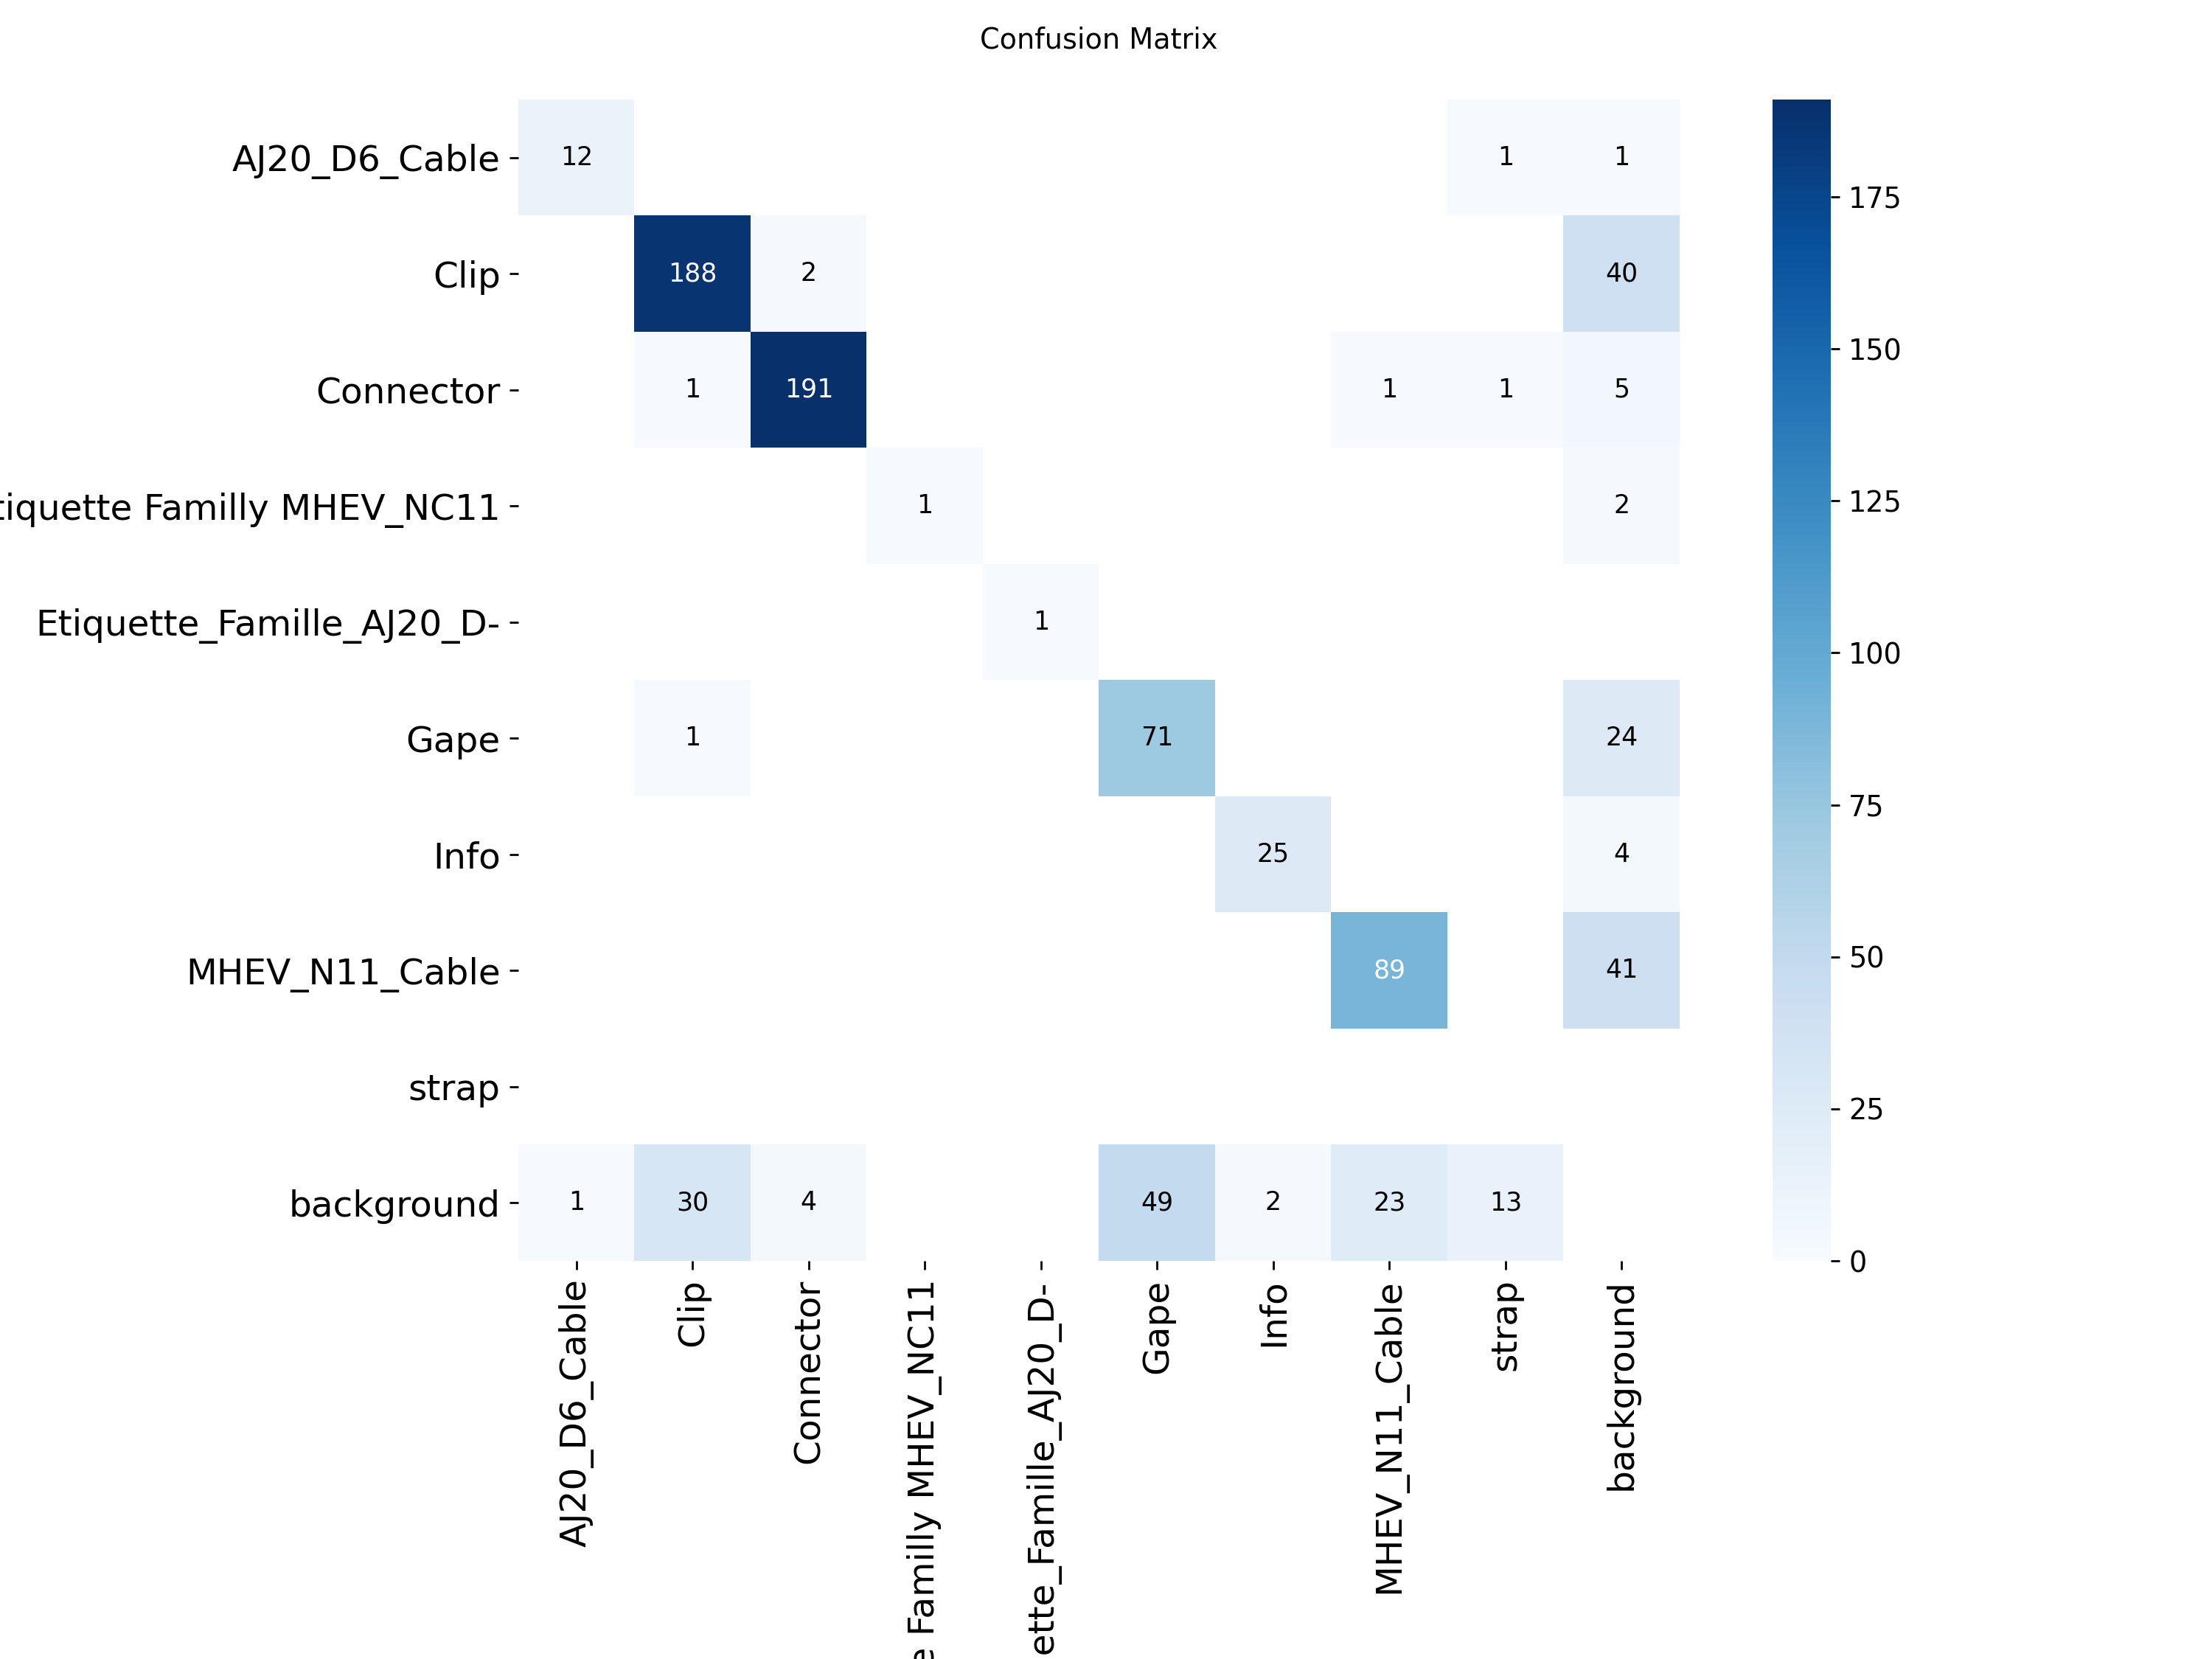 Confusion Matrix
AJ20_D6_Cable 12 1 1
Clip 188 2 40
Connector 1 191 1 1 5
tiquette Familly MHEV_NC11 1 2
Etiquette_Famille_AJ20_D- 1
Gape 1 71 24
Info 25 4
MHEV_N11_Cable 89 41
strap
background 1 30 4 49 2 23 13
AJ20_D6_Cable
Clip
Connector
e Familly MHEV_NC11
ette_Famille_AJ20_D-
Gape
Info
MHEV_N11_Cable
strap
background
175
150
125
100
75
50
25
0